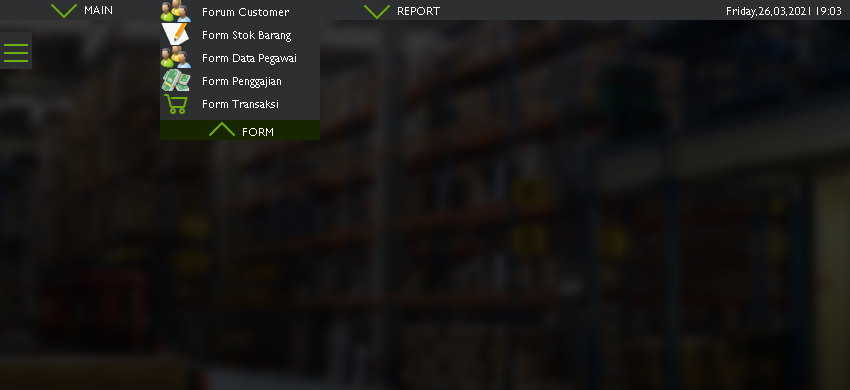 MAIN
Forum Customer
REPORT
Friday,26,03,2021 19:03
Form Stok Barang
Form Data Pegawai
Form Penggajian
Form Transaksi
FORM